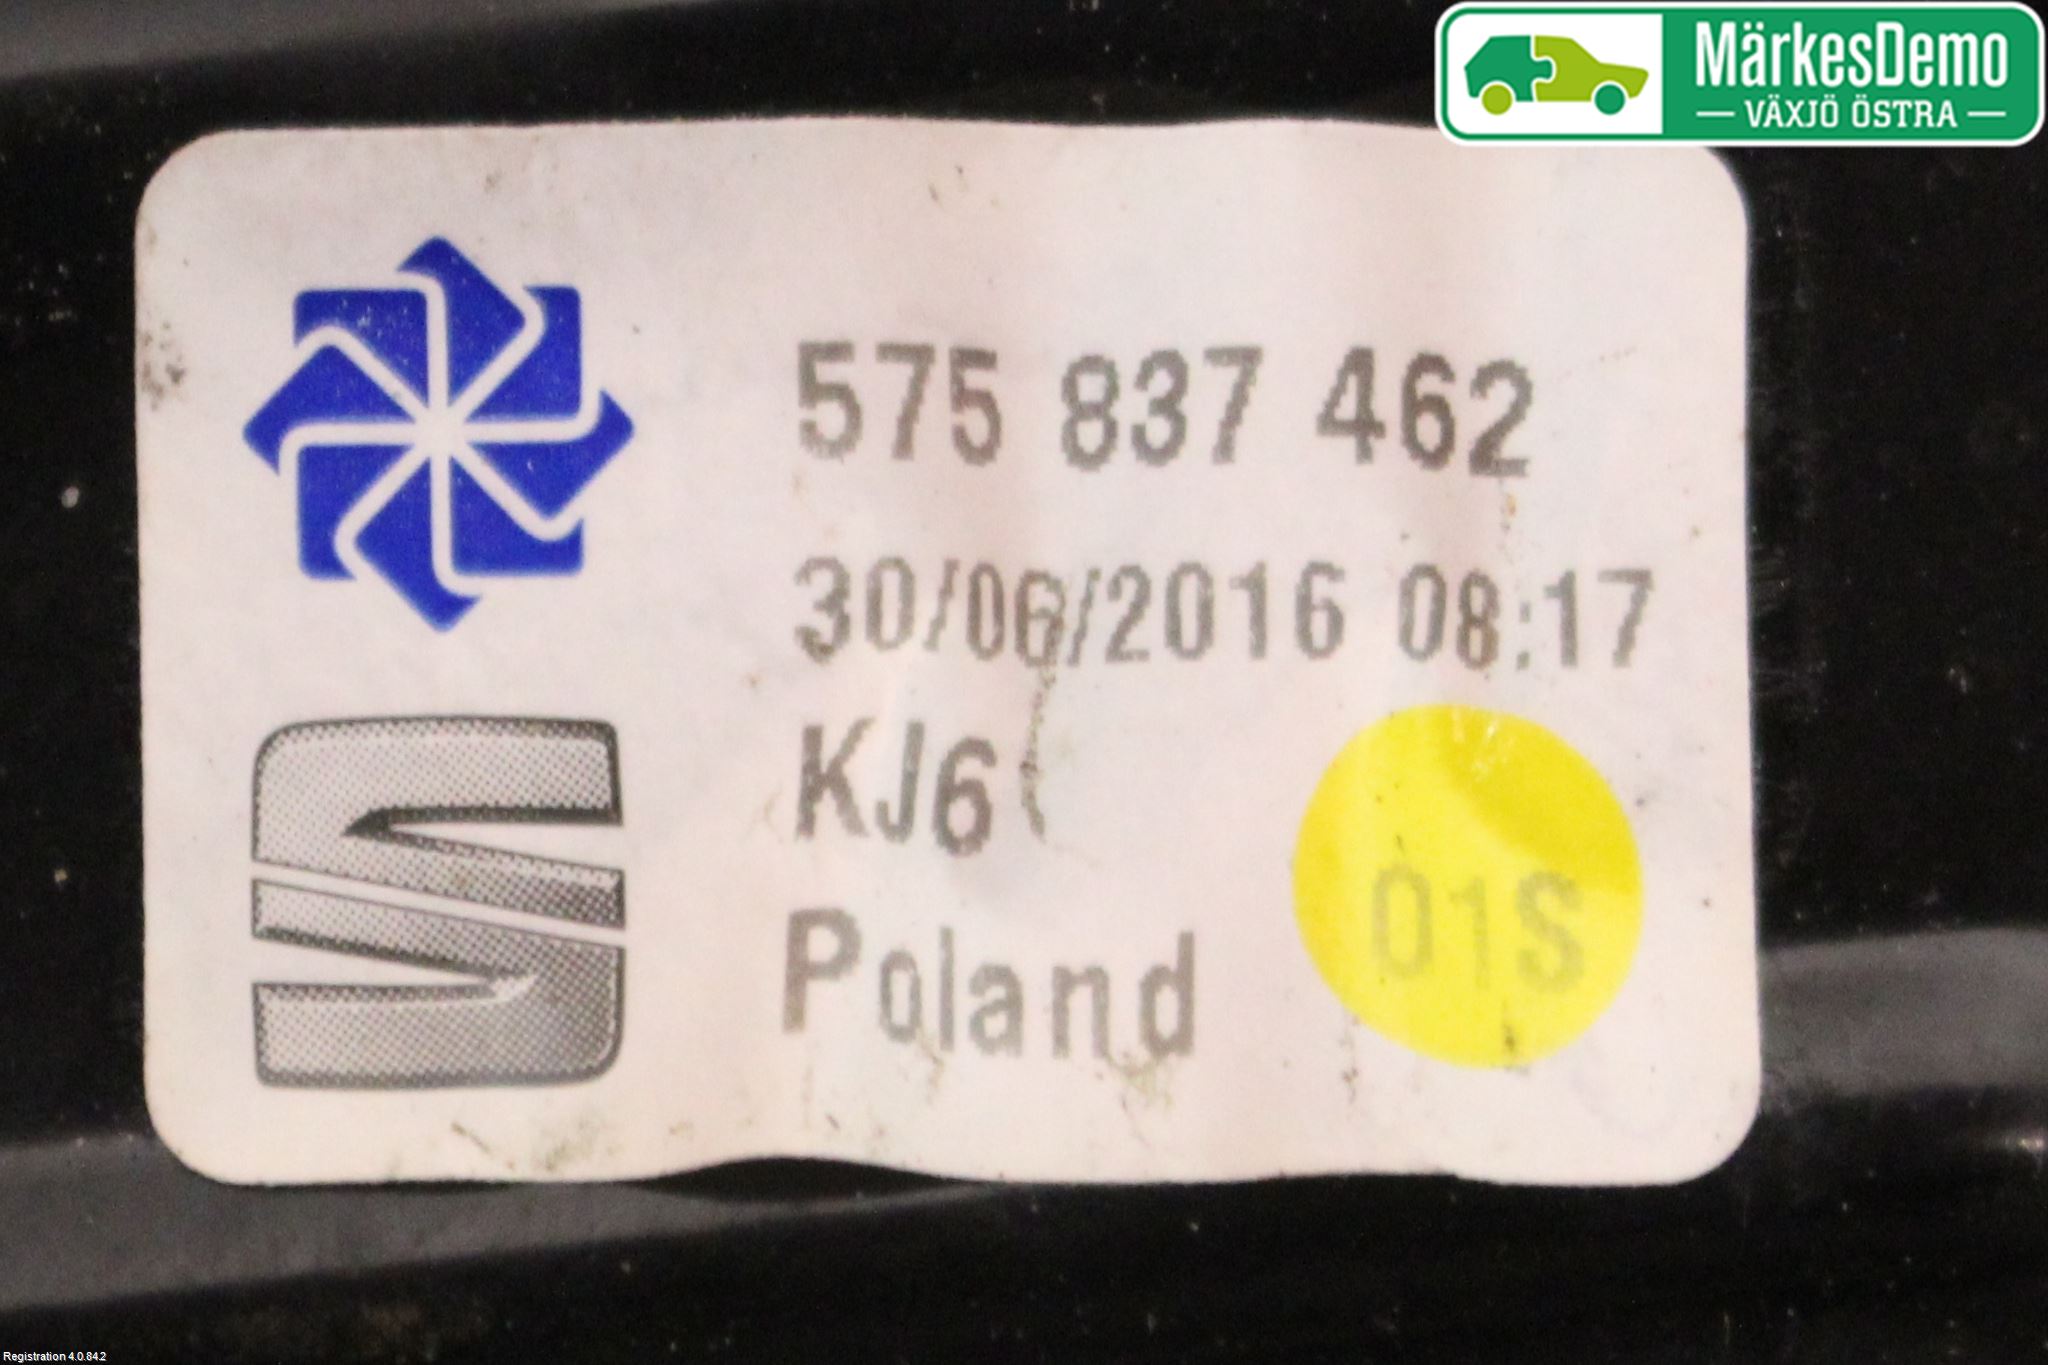 MärkesDemo
VÄXJÖ ÖSTRA
575 837 462
30/06/2016 08:17
KJ6
01S
Poland
Registration 4.0.84.2